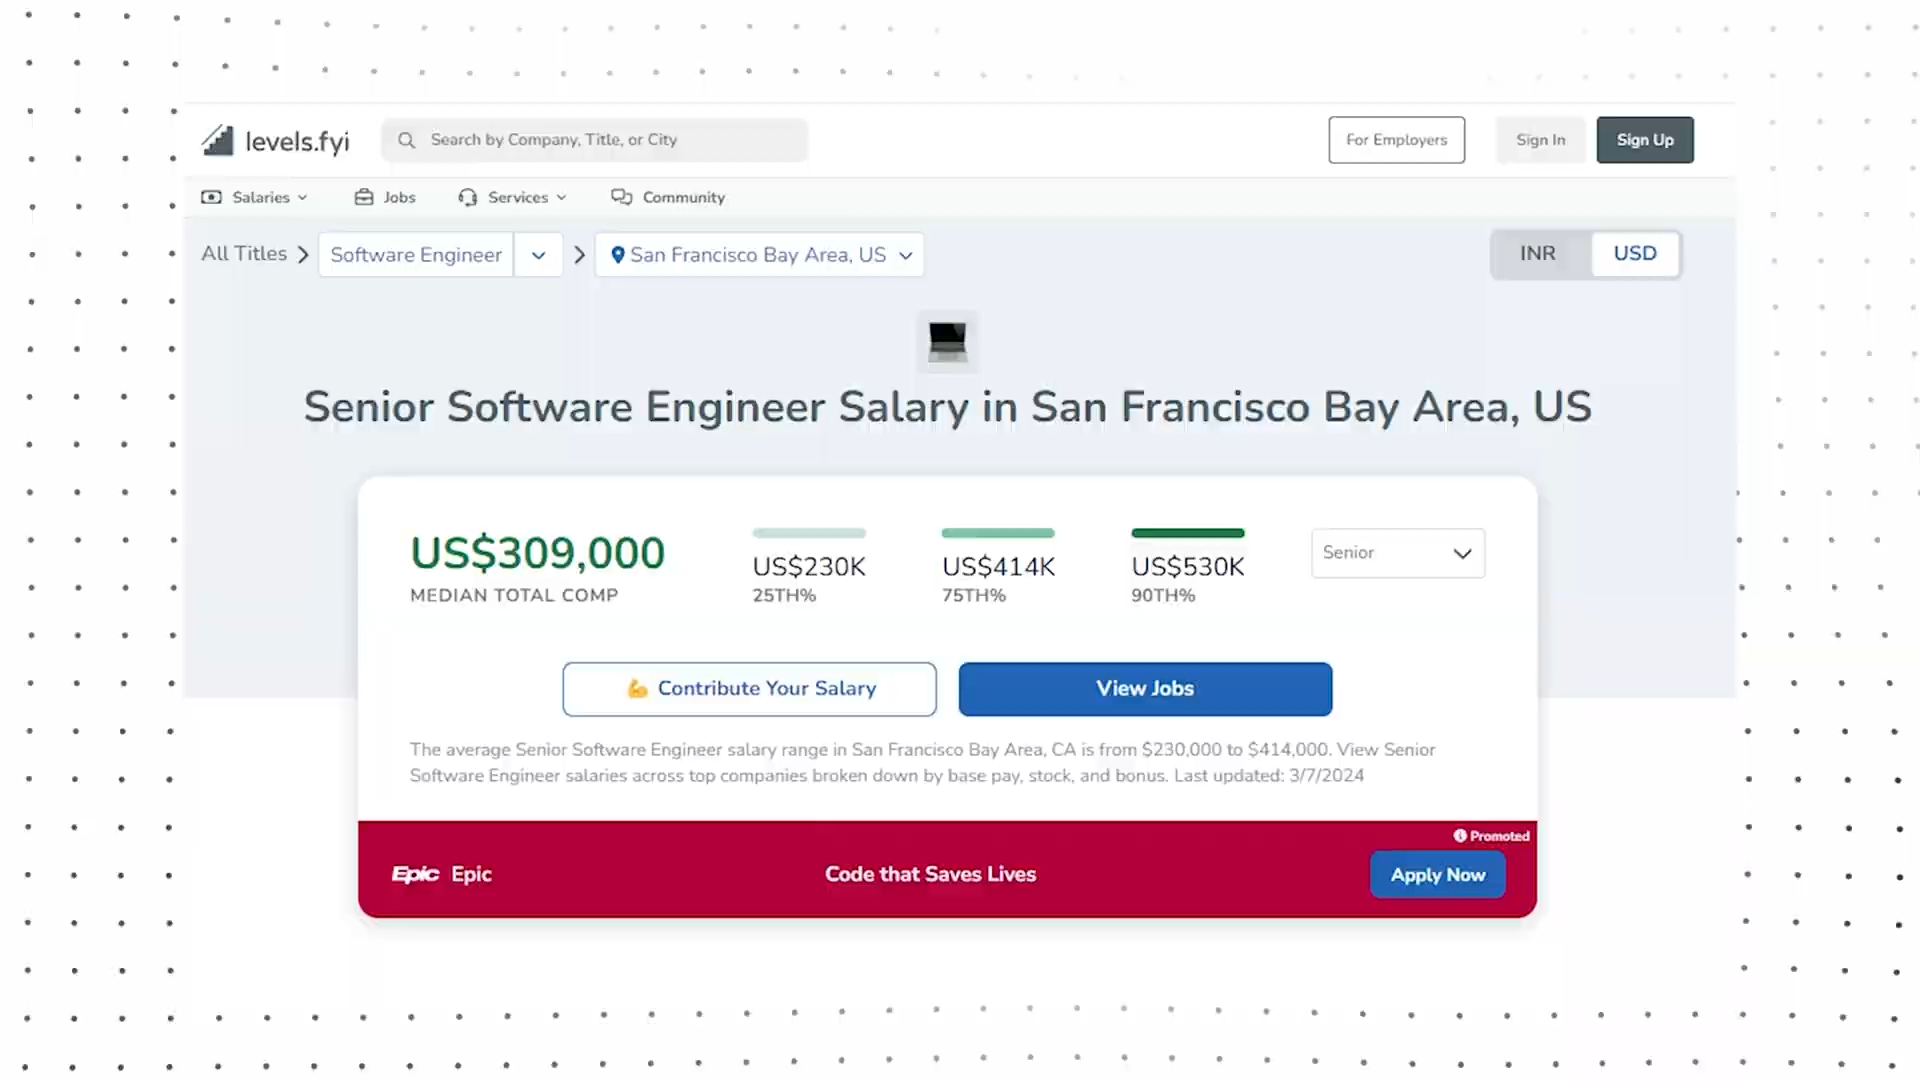 levels.fyi
Search by Company, Title, or City
For Employers
Sign In
Sign Up
Salaries
Jobs
Services
Community
All Titles
Software Engineer
San Francisco Bay Area, US
INR
USD
Senior Software Engineer Salary in San Francisco Bay Area, US
US$309,000
MEDIAN TOTAL COMP
US$230K
25TH%
US$414K
75TH%
US$530K
90TH%
Senior
Contribute Your Salary
View Jobs
The average Senior Software Engineer salary range in San Francisco Bay Area, CA is from $230,000 to $414,000. View Senior
Software Engineer salaries across top companies broken down by base pay, stock, and bonus. Last updated: 3/7/2024
Promoted
Epic Epic
Code that Saves Lives
Apply Now